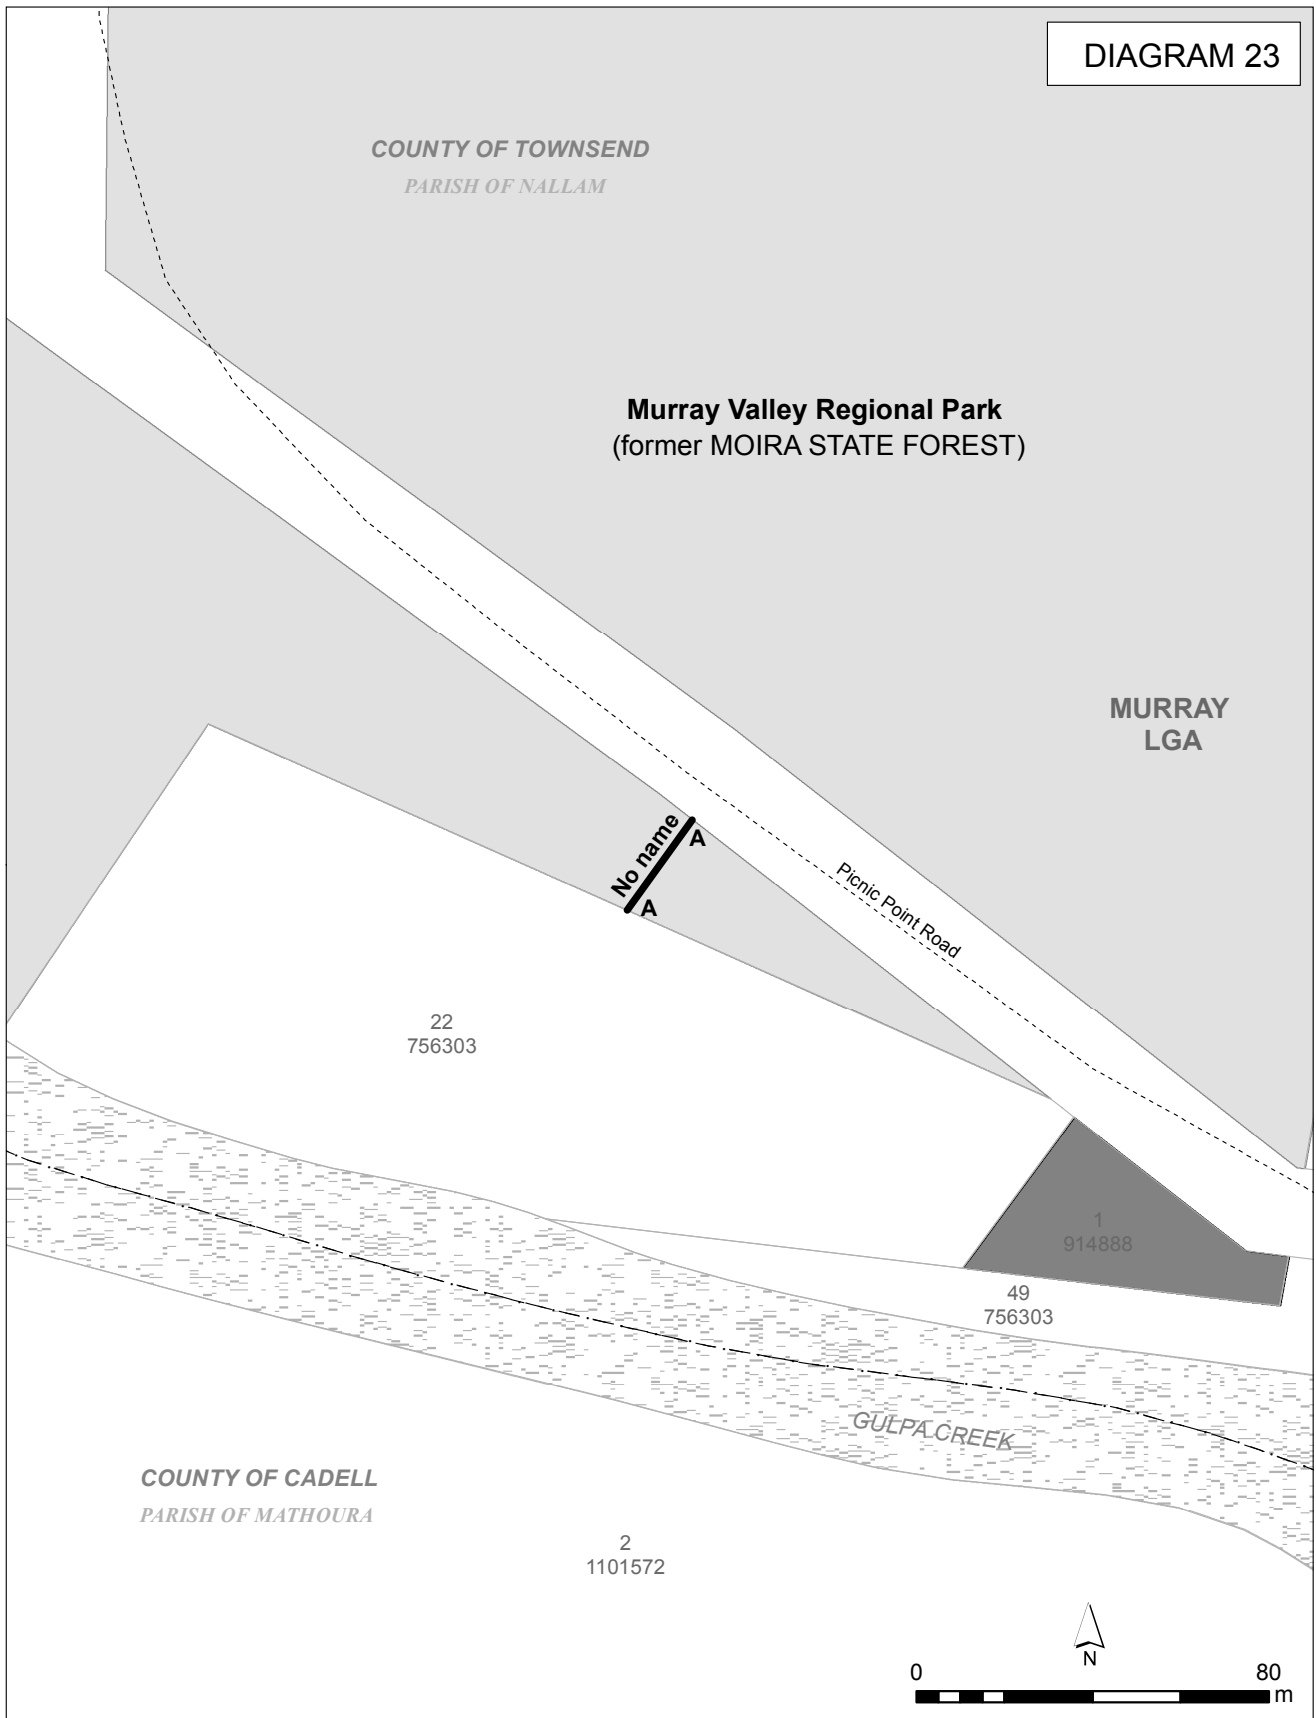 DIAGRAM 23
COUNTY OF TOWNSEND
PARISH OF NALLAM
Murray Valley Regional Park
(former MOIRA STATE FOREST)
MURRAY
LGA
No name
A
A
Picnic Point Road
22
756303
1
914888
49
756303
GULPA CREEK
COUNTY OF CADELL
PARISH OF MATHOURA
2
1101572
N
0 80
m